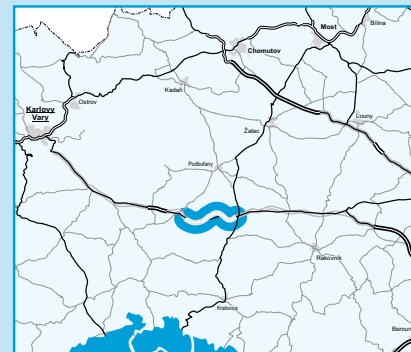 Most
Bílina
Chomutov
Kadaň
Ostrov
Karlovy
Vary
Louny
Žatec
Podbořany
Rakovník
Kralovice
Beroun